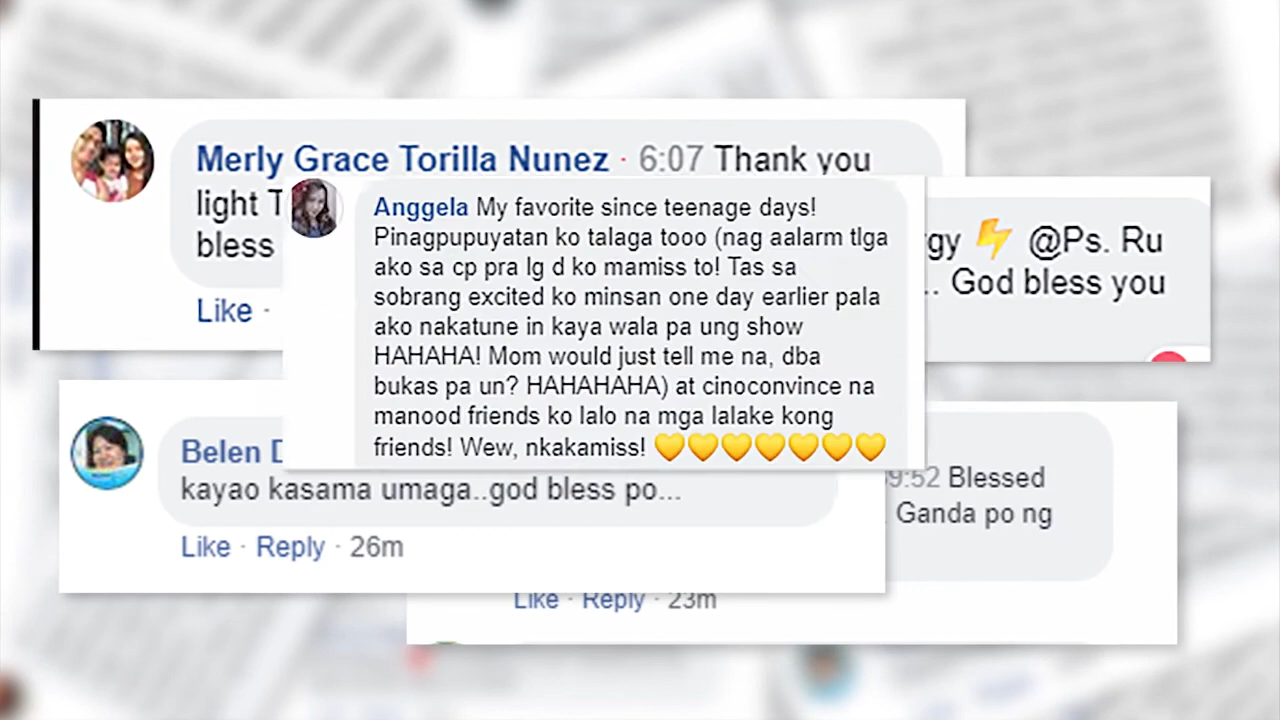 Merly Grace Torilla Nunez · 6:07 Thank you
light
bless
Like ·
Anggela My favorite since teenage days!
Pinagpupuyatan ko talaga tooo (nag aalarm tlga
ako sa cp pra lg d ko mamiss to! Tas sa
sobrang excited ko minsan one day earlier pala
ako nakatune in kaya wala pa ung show
HAHAHA! Mom would just tell me na, dba
bukas pa un? HAHAHAHA) at cinoconvince na
manood friends ko lalo na mga lalake kong
friends! Wew, nkakamiss! 💛💛💛💛💛💛💛
⚡ @Ps. Ru
.. God bless you
Belen
kayao kasama umaga..god bless po...
Like · Reply · 26m
9:52 Blessed
Ganda po ng
Like · Reply · 23m